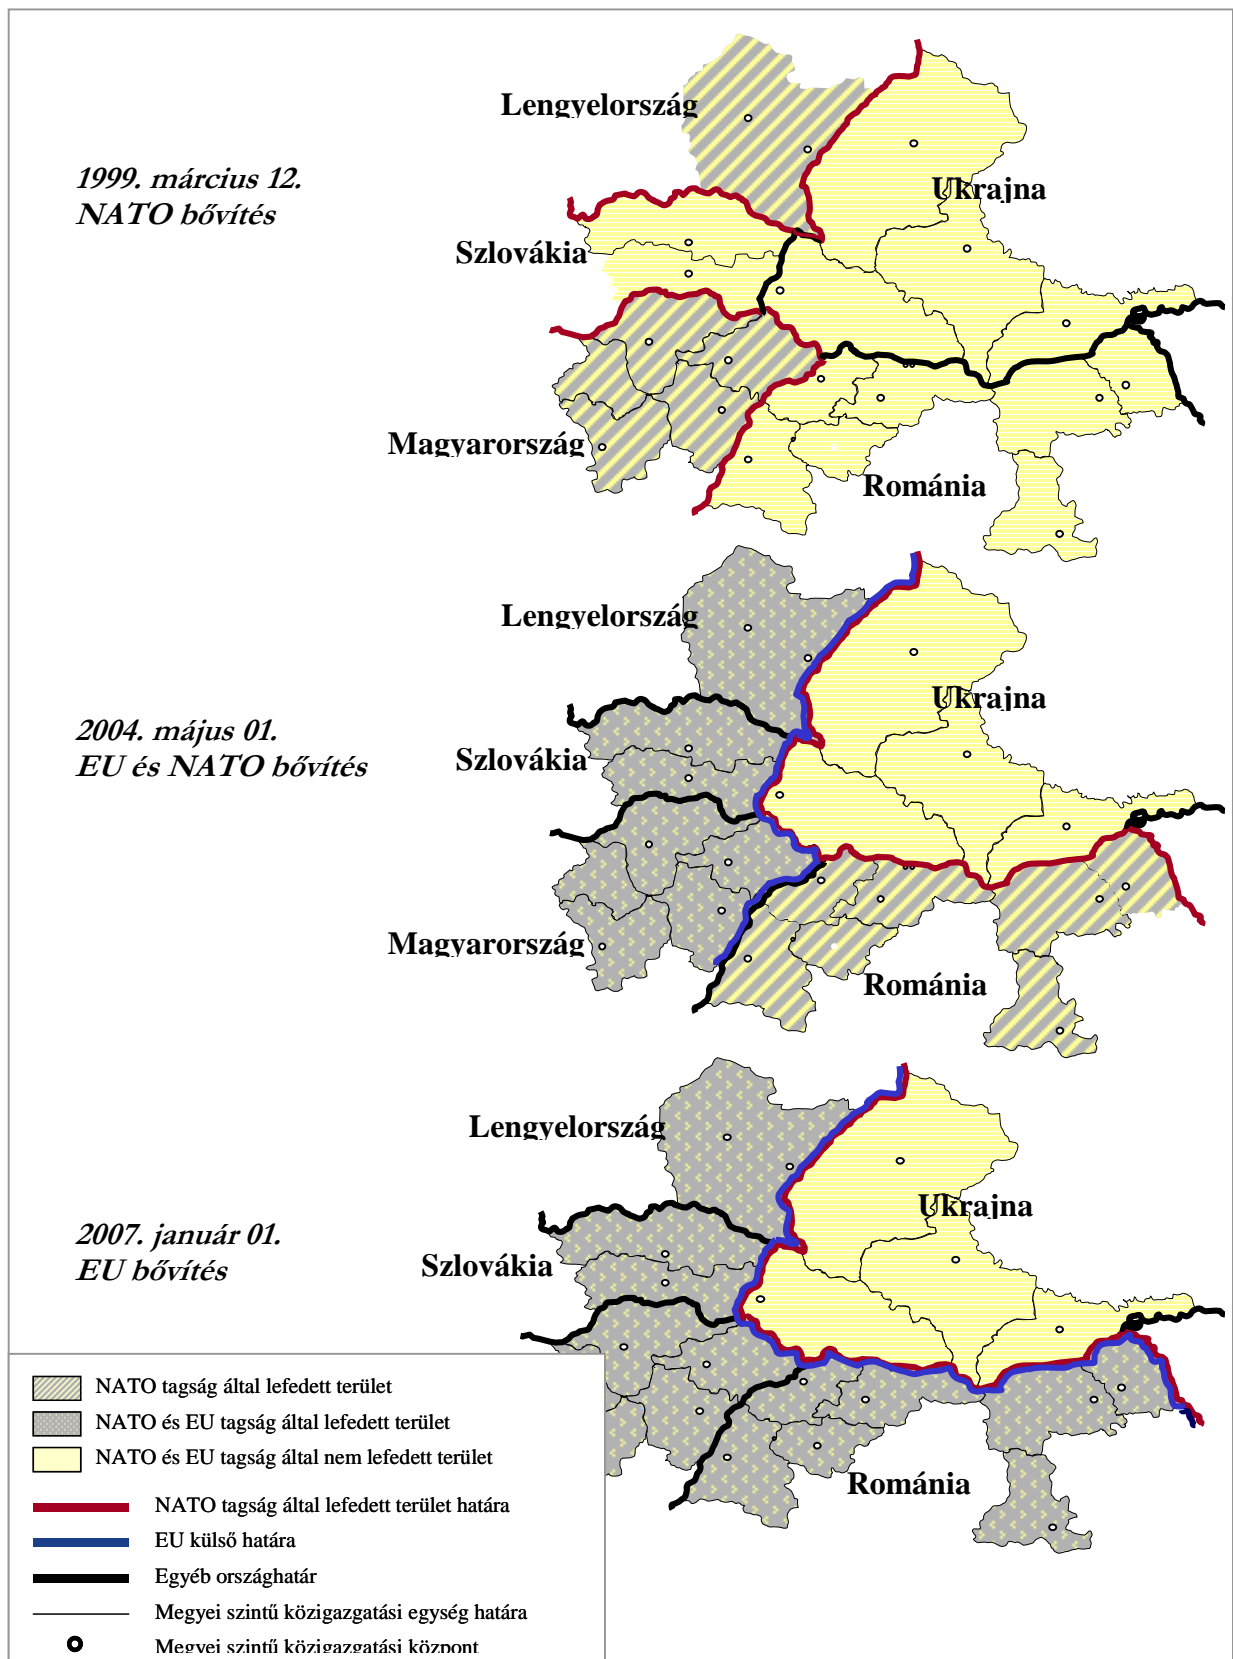 1999. március 12.
NATO bővítés
Lengyelország
Ukrajna
Szlovákia
Magyarország
Románia
2004. május 01.
EU és NATO bővítés
Lengyelország
Ukrajna
Szlovákia
Magyarország
Románia
2007. január 01.
EU bővítés
Lengyelország
Ukrajna
Szlovákia
Románia
NATO tagság által lefedett terület
NATO és EU tagság által lefedett terület
NATO és EU tagság által nem lefedett terület
NATO tagság által lefedett terület határa
EU külső határa
Egyéb országhatár
Megyei szintű közigazgatási egység határa
Megyei szintű közigazgatási központ